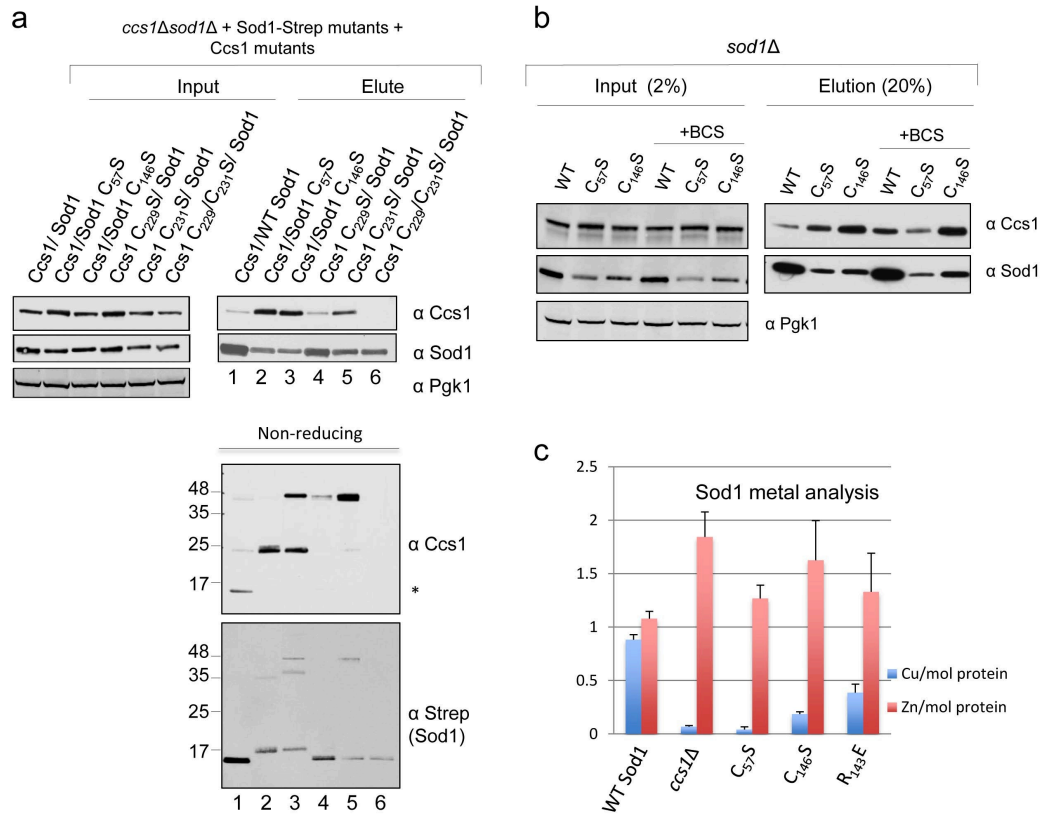 a
ccs1Δsod1Δ + Sod1-Strep mutants +
Ccs1 mutants
Input
Elute
Ccs1/ Sod1
Ccs1/Sod1 C57S
Ccs1/Sod1 C146S
Ccs1 C229S/ Sod1
Ccs1 C231S/ Sod1
Ccs1 C229/C231S/ Sod1
Ccs1/WT Sod1
Ccs1/Sod1 C57S
Ccs1/Sod1 C146S
Ccs1 C229S/ Sod1
Ccs1 C231S/ Sod1
Ccs1 C229/C231S/ Sod1
α Ccs1
α Sod1
1 2 3 4 5 6
α Pgk1
Non-reducing
48
35
25
17
α Ccs1
*
48
35
25
17
α Strep
(Sod1)
1 2 3 4 5 6
b
sod1Δ
Input (2%)
Elution (20%)
+BCS
+BCS
WT C57S C146S WT C57S C146S
WT C57S C146S WT C57S C146S
α Ccs1
α Sod1
α Pgk1
c
Sod1 metal analysis
2.5
2
1.5
1
0.5
0
Cu/mol protein
Zn/mol protein
WT Sod1
ccs1Δ
C57S
C146S
R143E